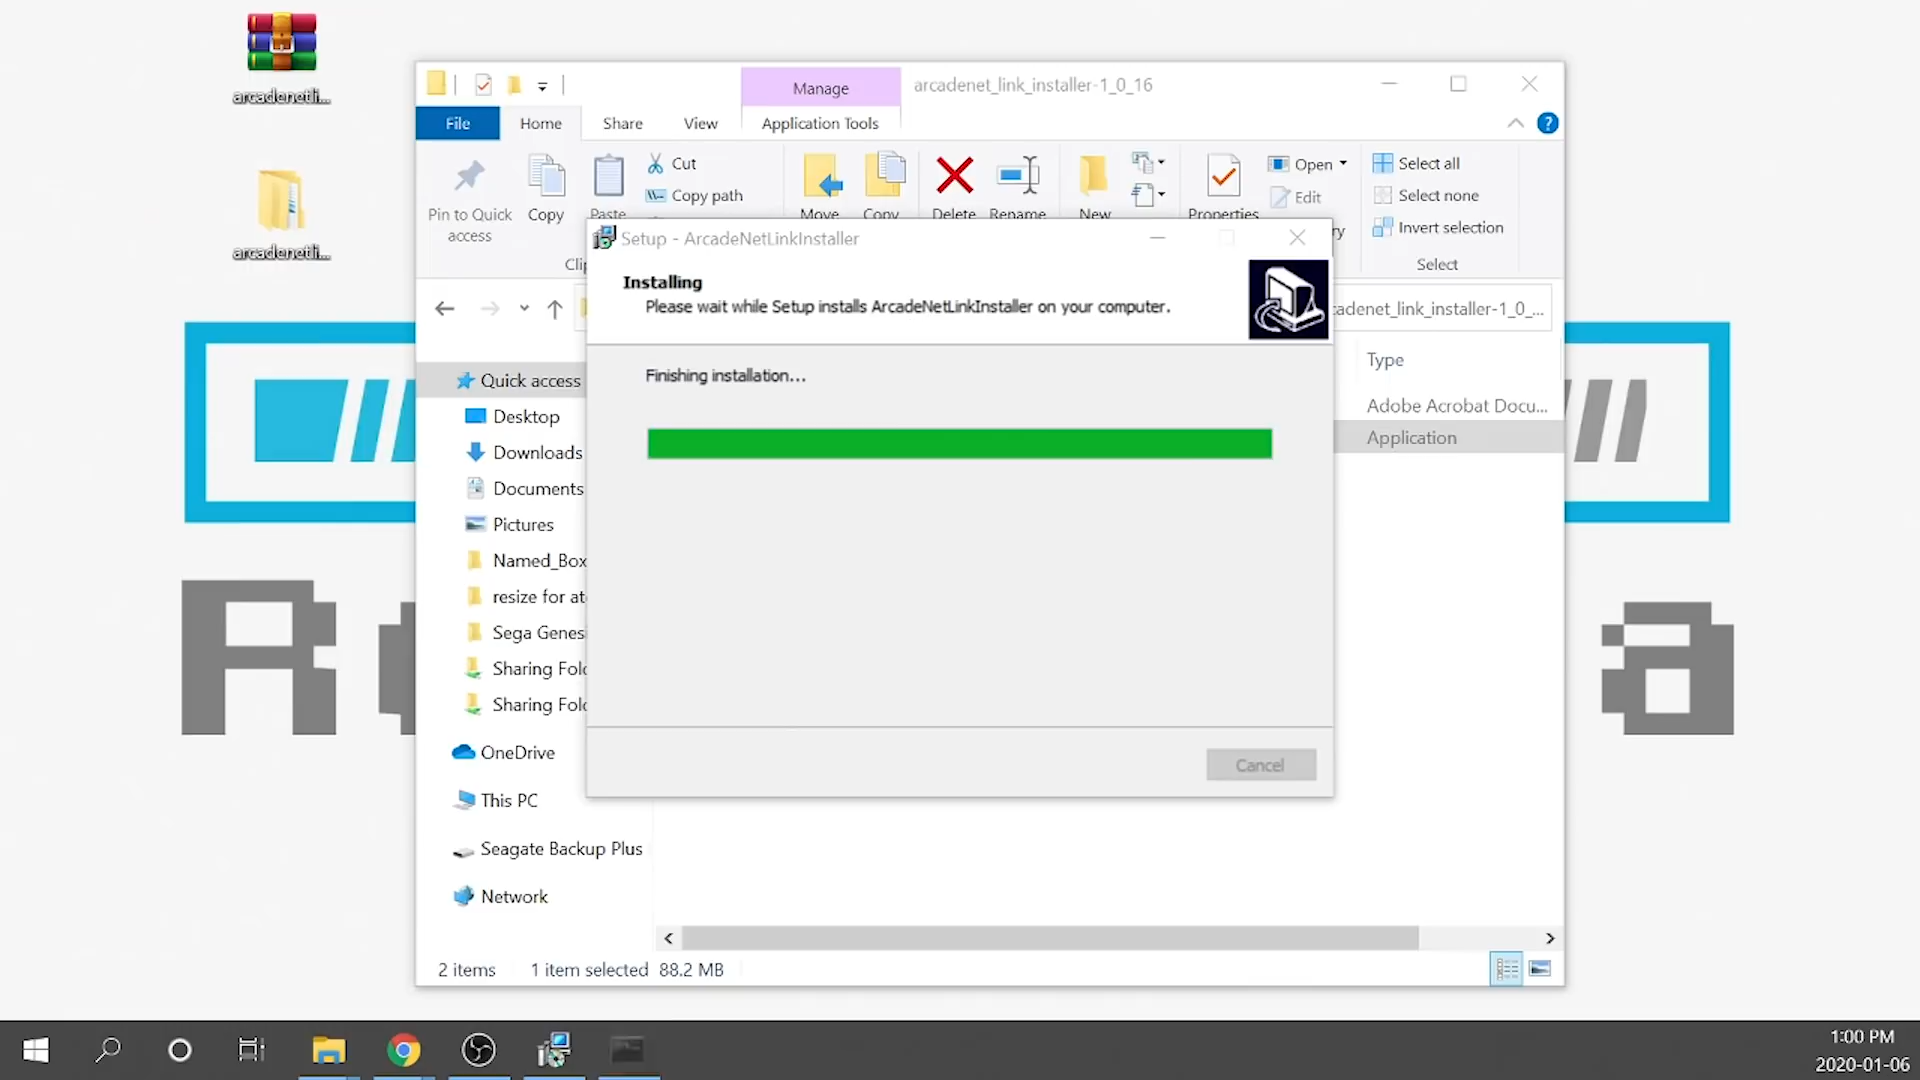 arcadenetli...
arcadenetli...
Manage
arcadenet_link_installer-1_0_16
File
Home
Share
View
Application Tools
Pin to Quick access
Copy
Paste
Cut
Copy path
Move
Copy
Delete
Rename
New
Properties
Open
Edit
Select all
Select none
Invert selection
Select
Setup - ArcadeNetLinkInstaller
Installing
Please wait while Setup installs ArcadeNetLinkInstaller on your computer.
Finishing installation...
Cancel
cadenet_link_installer-1_0_...
Type
Adobe Acrobat Docu...
Application
Quick access
Desktop
Downloads
Documents
Pictures
Named_Box
resize for at
Sega Genes
Sharing Fol
Sharing Fol
OneDrive
This PC
Seagate Backup Plus
Network
2 items
1 item selected 88.2 MB
R
a
1:00 PM
2020-01-06